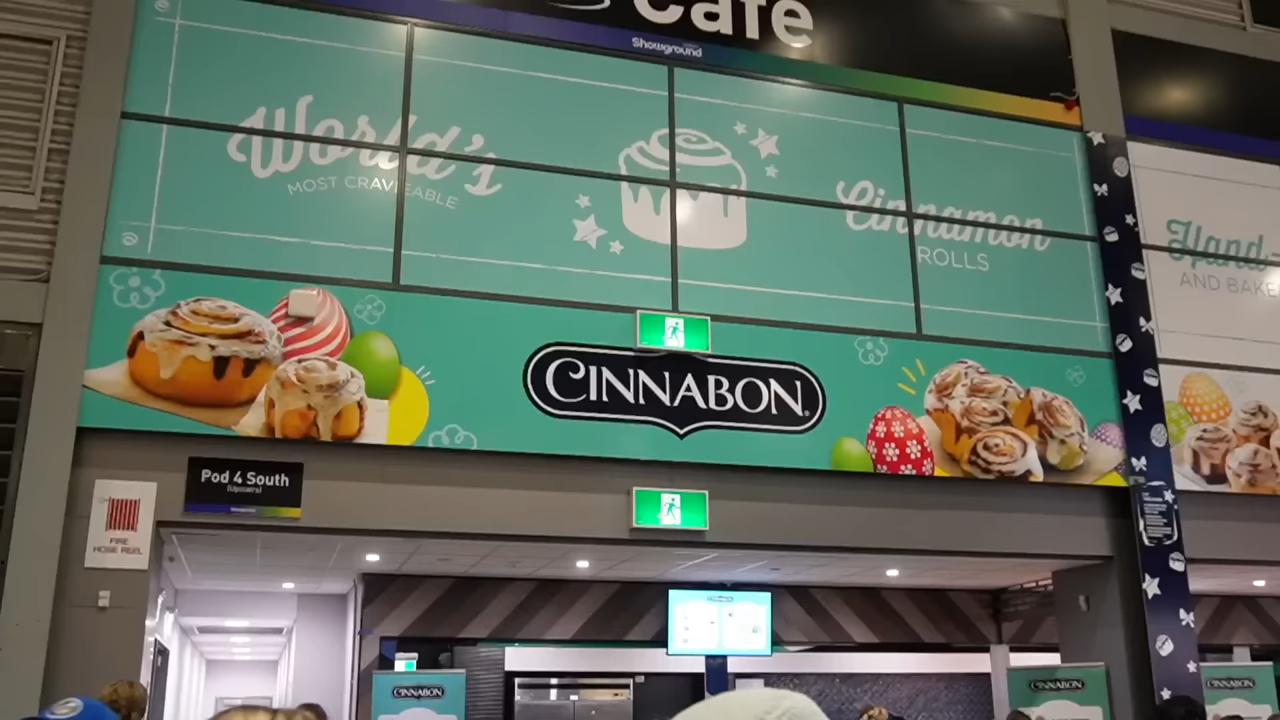 Cafe
Showground
World's
MOST CRAVEABLE
Cinnamon
ROLLS
Hand-
AND BAKE
CINNABON
Pod 4 South
(Upstairs)
FIRE
HOSE REEL
CINNABON
CINNABON
CINNABON